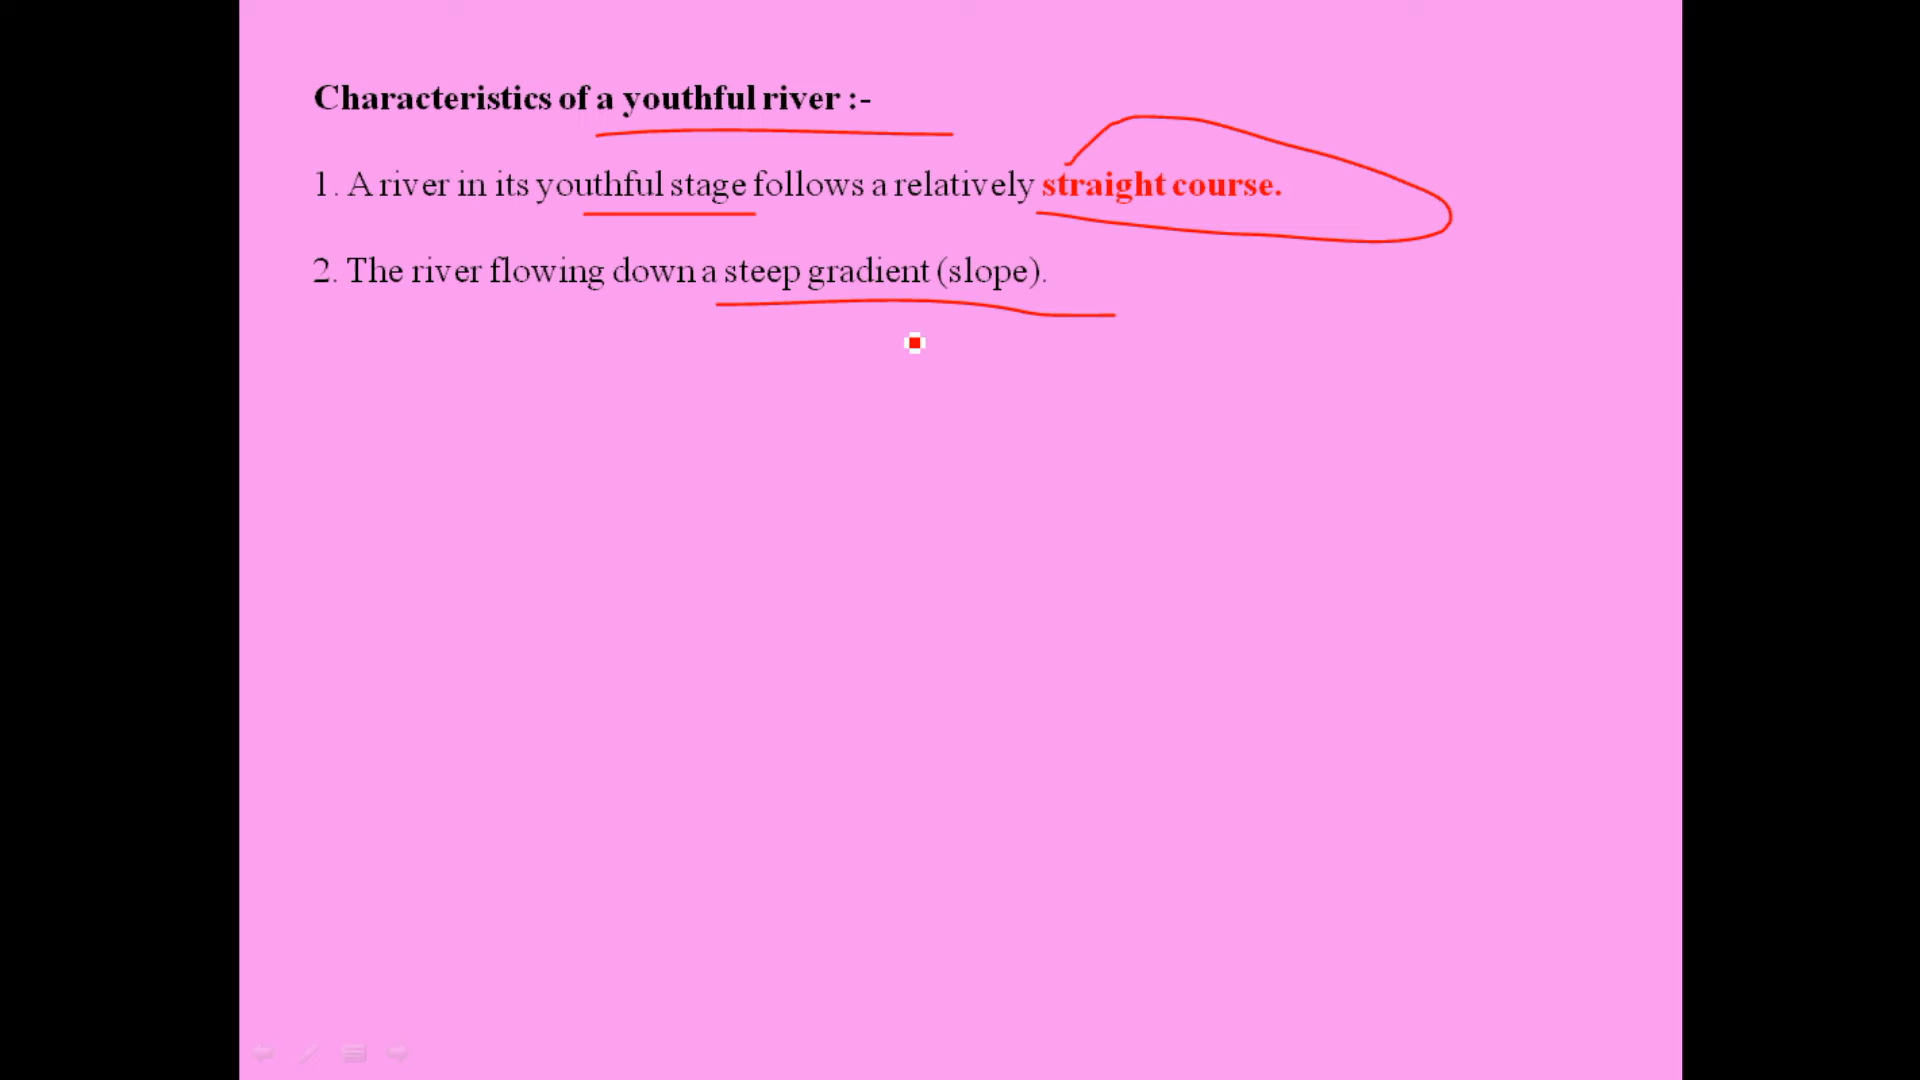 Characteristics of a youthful river :-
1. A river in its youthful stage follows a relatively straight course.
2. The river flowing down a steep gradient (slope).